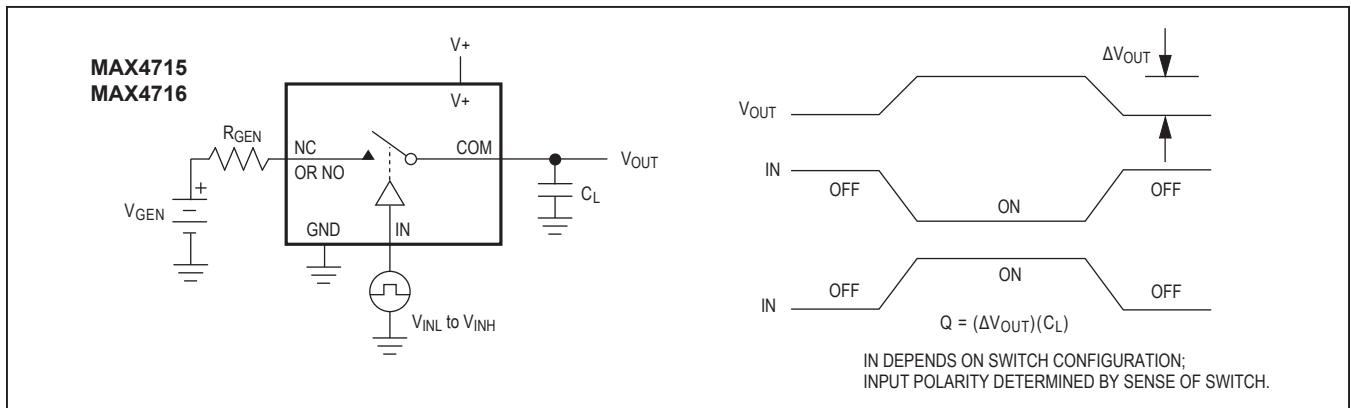 MAX4715
MAX4716
V+
V+
RGEN
NC
OR NO
COM
VOUT
CL
+
VGEN
GND
IN
VINL to VINH
ΔVOUT
VOUT
IN
OFF
ON
OFF
IN
OFF
ON
OFF
Q = (ΔVOUT)(CL)
IN DEPENDS ON SWITCH CONFIGURATION;
INPUT POLARITY DETERMINED BY SENSE OF SWITCH.